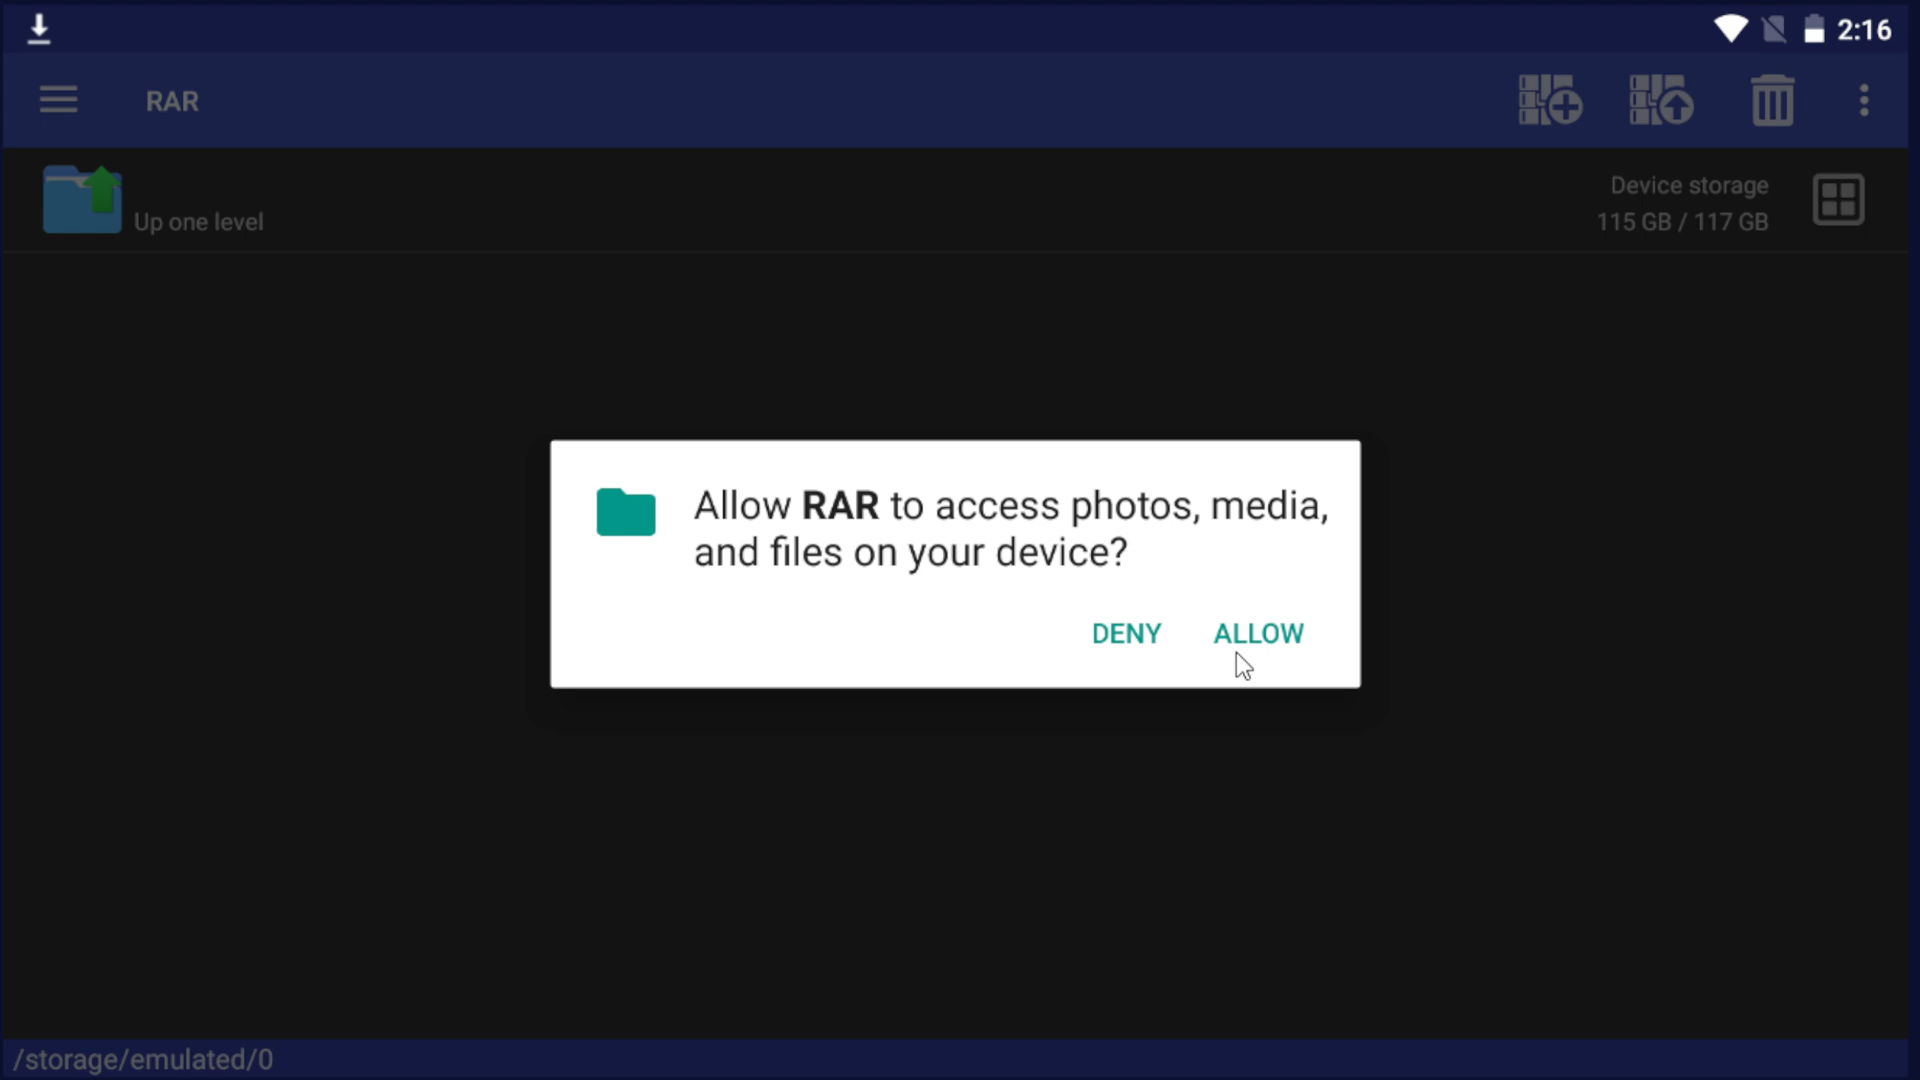 2:16
RAR
Device storage
Up one level
115 GB / 117 GB
Allow RAR to access photos, media,
and files on your device?
DENY ALLOW
/storage/emulated/0